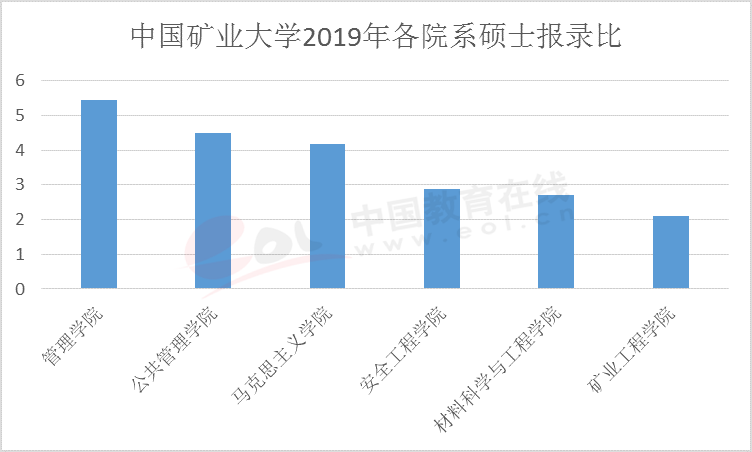 中国矿业大学2019年各院系硕士报录比
6
5
4
3
2
1
0
管理学院
公共管理学院
马克思主义学院
安全工程学院
材料科学与工程学院
矿业工程学院
eol 中国教育在线
www.eol.cn